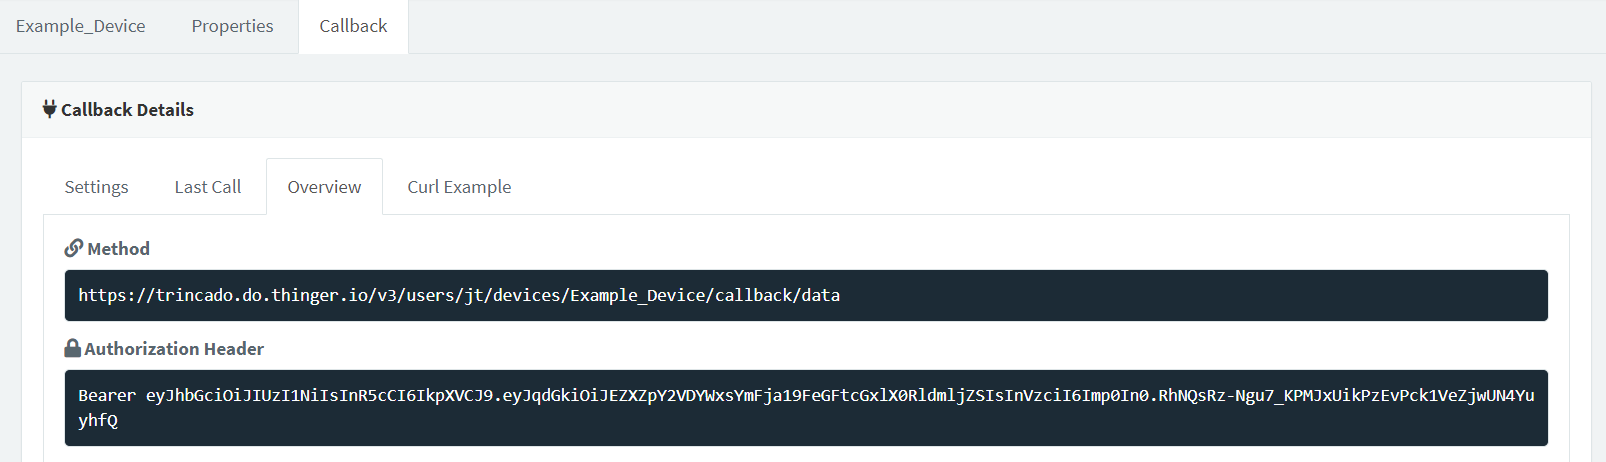 Example_Device Properties Callback
Callback Details
Settings Last Call Overview Curl Example
Method
https://trincado.do.thinger.io/v3/users/jt/devices/Example_Device/callback/data
Authorization Header
Bearer eyJhbGciOiJIUzI1NiIsInR5cCI6IkpXVCJ9.eyJqdGkiOiJEZXZpY2VDYWxsYmFja19FeGFtcGxlX0RldmljZSIsInVzciI6Imp0In0.RhNQsRz-Ngu7_KPMJxUikPzEvPck1VeZjwUN4Yu
yhfQ